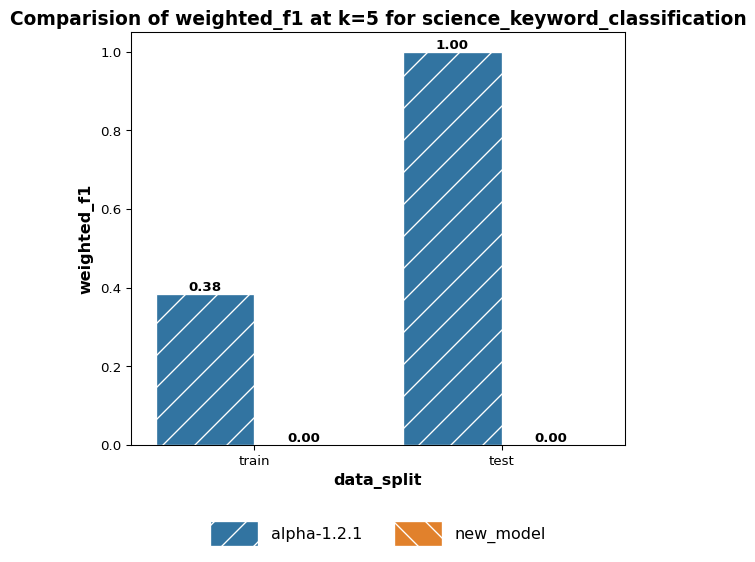 Comparision of weighted_f1 at k=5 for science_keyword_classification
weighted_f1
1.0
0.8
0.6
0.4
0.2
0.0
0.38
0.00
1.00
0.00
train
test
data_split
alpha-1.2.1
new_model